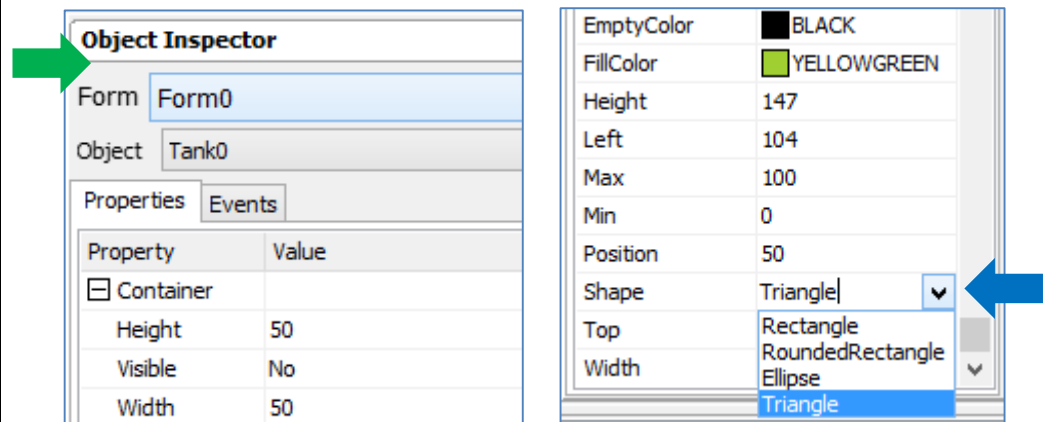 Object Inspector
Form Form0
Object Tank0
Properties Events
Property Value
Container
Height 50
Visible No
Width 50
EmptyColor BLACK
FillColor YELLOWGREEN
Height 147
Left 104
Max 100
Min 0
Position 50
Shape Triangle
Top
Width
Rectangle
RoundedRectangle
Ellipse
Triangle